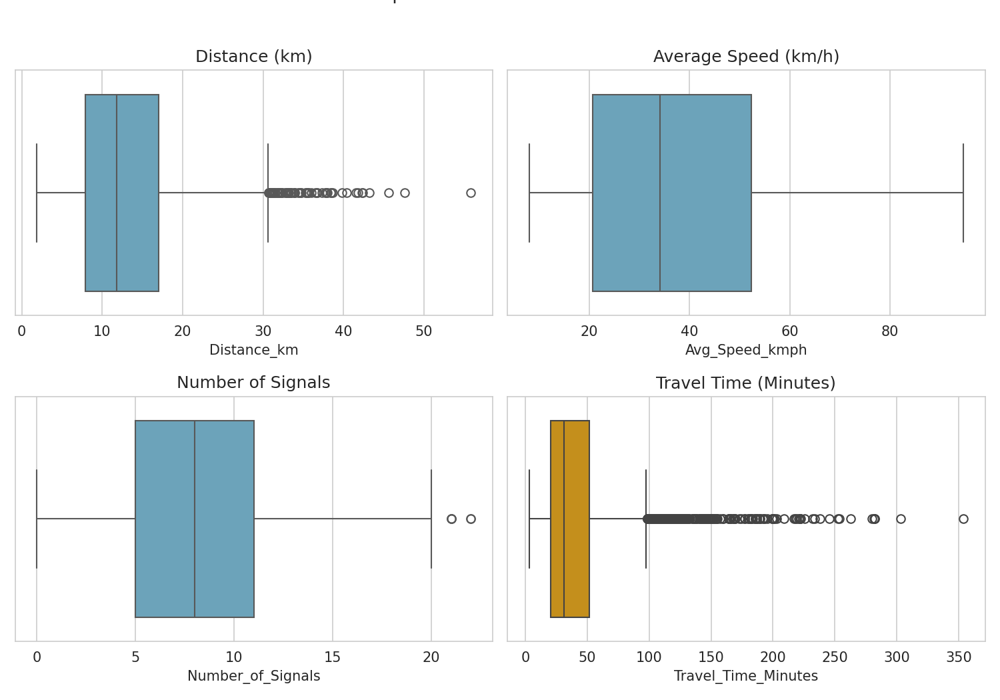 Distance (km)
Average Speed (km/h)
0 10 20 30 40 50
20 40 60 80
Distance_km
Avg_Speed_kmph
Number of Signals
Travel Time (Minutes)
0 5 10 15 20
0 50 100 150 200 250 300 350
Number_of_Signals
Travel_Time_Minutes